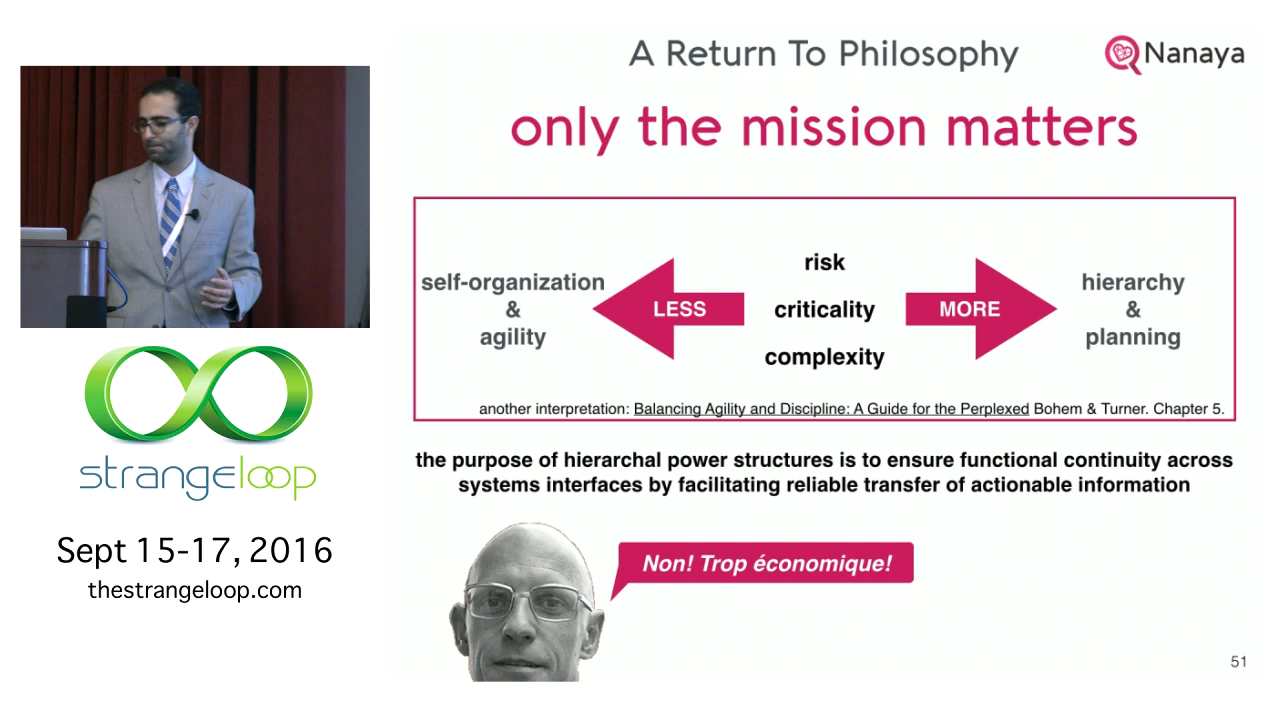 A Return To Philosophy
Nanaya
only the mission matters
self-organization
&
agility
LESS
risk
criticality
complexity
MORE
hierarchy
&
planning
another interpretation: Balancing Agility and Discipline: A Guide for the Perplexed Bohem & Turner. Chapter 5.
the purpose of hierarchal power structures is to ensure functional continuity across
systems interfaces by facilitating reliable transfer of actionable information
Non! Trop économique!
51
strangeloop
Sept 15-17, 2016
thestrangeloop.com